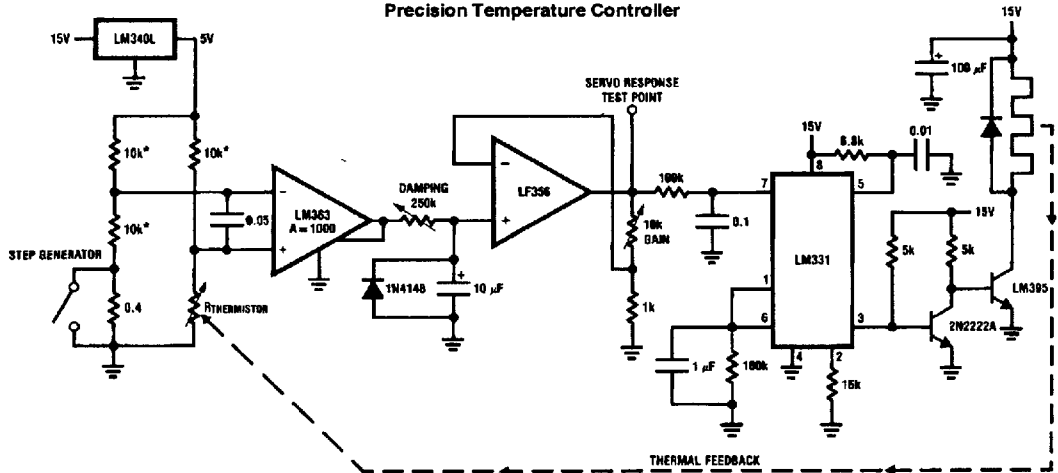 Precision Temperature Controller
15V
LM340L
5V
10k*
10k*
10k*
0.05
STEP GENERATOR
0.4
RTHERMISTOR
−
+
LM363
A = 1000
DAMPING
250k
1N4148
+
10 μF
−
+
LF356
SERVO RESPONSE
TEST POINT
100k
0.1
10k
GAIN
1k
1 μF
100k
15V
8
6.8k
0.01
7
5
LM331
1
6
3
4
2
15k
5k
15V
5k
2N2222A
LM395
15V
+
100 μF
THERMAL FEEDBACK